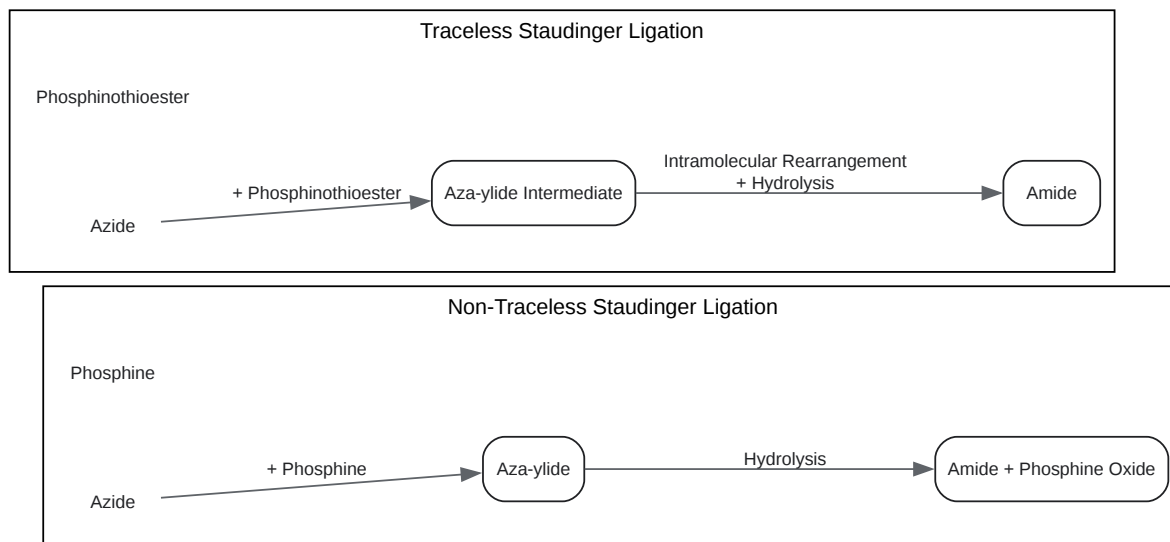 Traceless Staudinger Ligation
Phosphinothioester
Intramolecular Rearrangement
+ Hydrolysis
+ Phosphinothioester
Aza-ylide Intermediate
Amide
Azide
Non-Traceless Staudinger Ligation
Phosphine
+ Phosphine
Aza-ylide
Hydrolysis
Amide + Phosphine Oxide
Azide